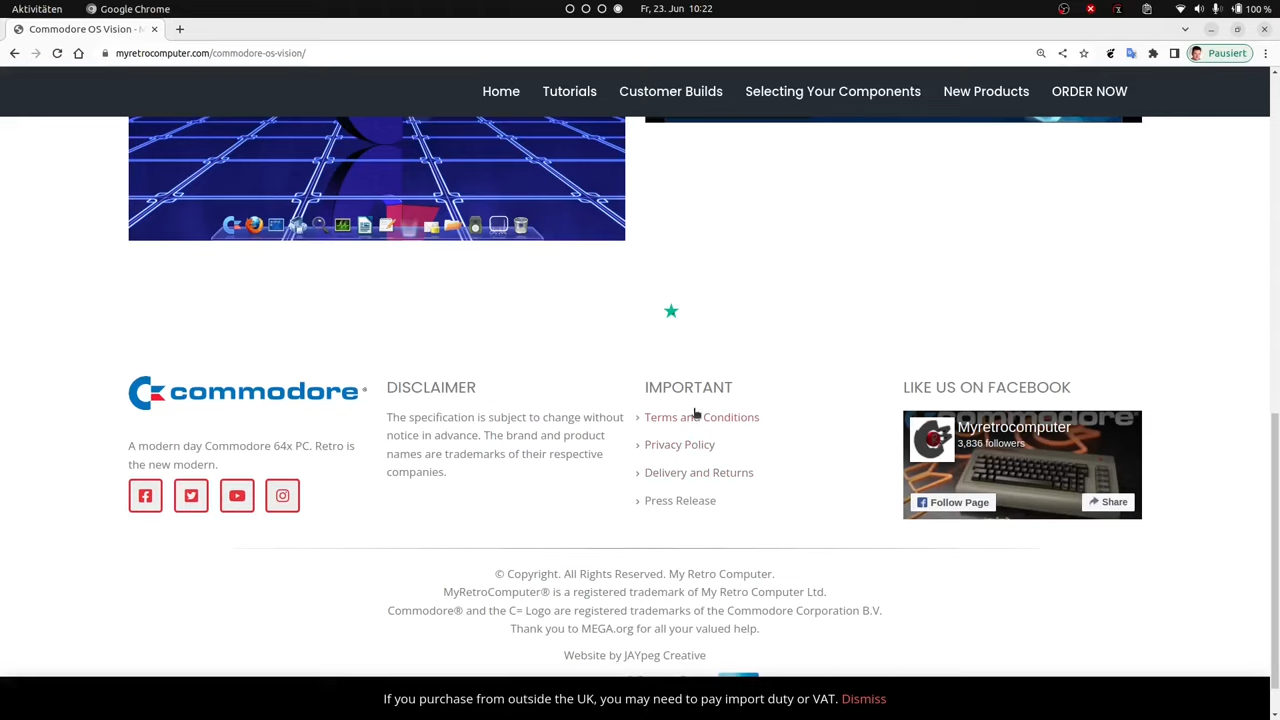 Aktivitäten
Google Chrome
Fr, 23. Jun 10:22
100 %
Commodore OS Vision - M
myretrocomputer.com/commodore-os-vision/
Pausiert
Home
Tutorials
Customer Builds
Selecting Your Components
New Products
ORDER NOW
commodore
A modern day Commodore 64x PC. Retro is
the new modern.
DISCLAIMER
The specification is subject to change without
notice in advance. The brand and product
names are trademarks of their respective
companies.
IMPORTANT
Terms and Conditions
Privacy Policy
Delivery and Returns
Press Release
LIKE US ON FACEBOOK
Myretrocomputer
3,836 followers
Follow Page
Share
© Copyright. All Rights Reserved. My Retro Computer.
MyRetroComputer® is a registered trademark of My Retro Computer Ltd.
Commodore® and the C= Logo are registered trademarks of the Commodore Corporation B.V.
Thank you to MEGA.org for all your valued help.
Website by JAYpeg Creative
If you purchase from outside the UK, you may need to pay import duty or VAT. Dismiss